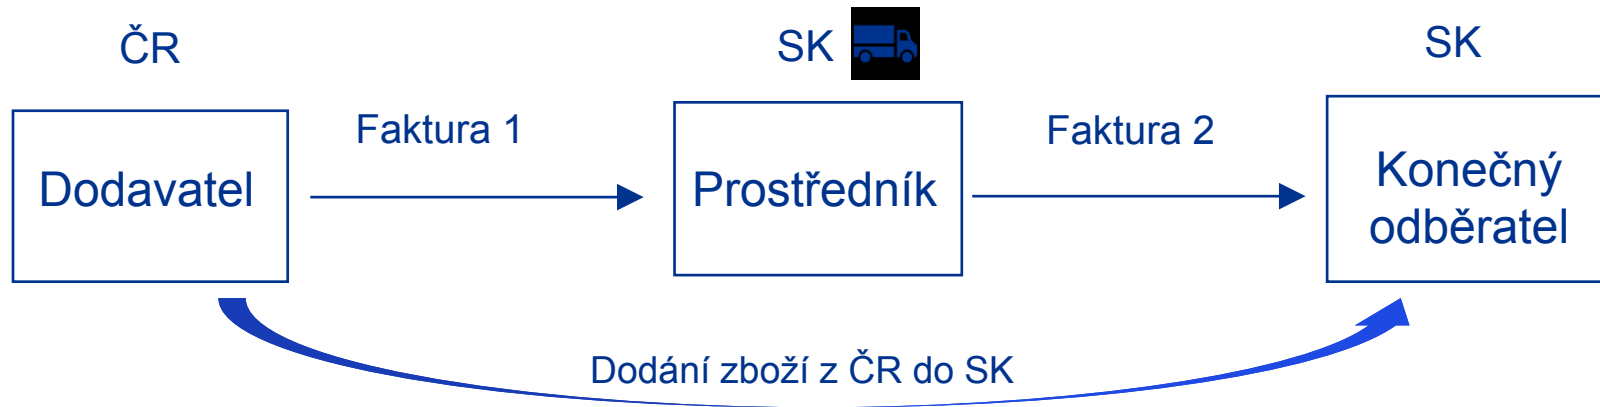 ČR
SK
SK
Faktura 1
Faktura 2
Dodavatel
Prostředník
Konečný
odběratel
Dodání zboží z ČR do SK